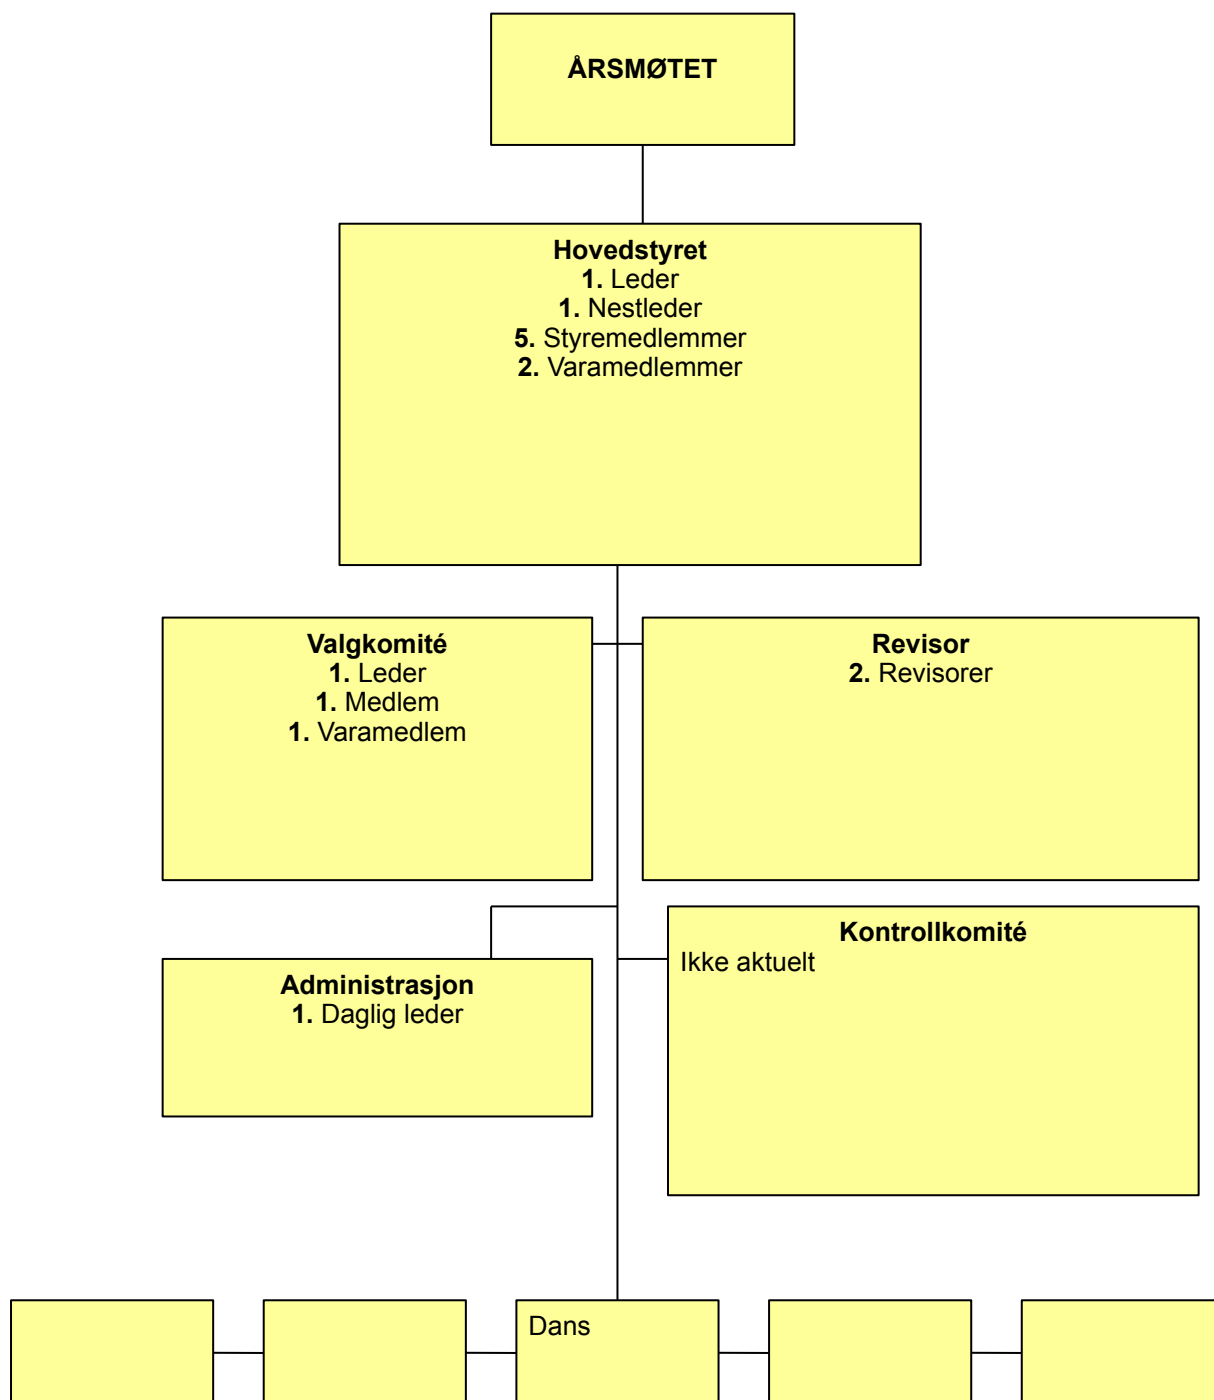 ÅRSMØTET
Hovedstyret
1. Leder
1. Nestleder
5. Styremedlemmer
2. Varamedlemmer
Valgkomité
1. Leder
1. Medlem
1. Varamedlem
Revisor
2. Revisorer
Administrasjon
1. Daglig leder
Kontrollkomité
Ikke aktuelt
Dans